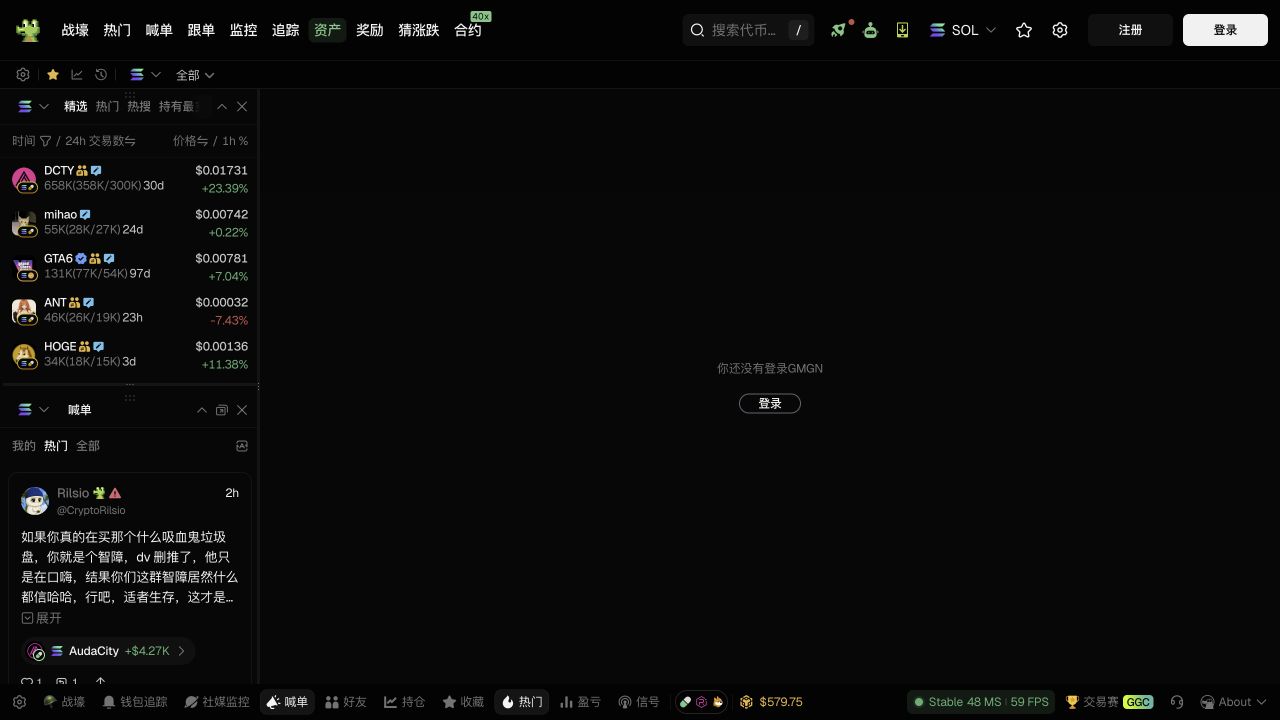 战壕 热门 喊单 跟单 监控 追踪 资产 奖励 猜涨跌 合约 40x
搜索代币... / SOL 注册 登录
全部
精选 热门 热搜 持有最
时间 / 24h 交易数 价格 / 1h %
DCTY $0.01731
658K(358K/300K) 30d +23.39%
mihao $0.00742
55K(28K/27K) 24d +0.22%
GTA6 $0.00781
131K(77K/54K) 97d +7.04%
ANT $0.00032
46K(26K/19K) 23h -7.43%
HOGE $0.00136
34K(18K/15K) 3d +11.38%
喊单
我的 热门 全部
Rilsio 2h
@CryptoRilsio
如果你真的在买那个什么吸血鬼垃圾
盘，你就是个智障，dv 删推了，他只
是在口嗨，结果你们这群智障居然什么
都信哈哈，行吧，适者生存，这才是...
展开
AudaCity +$4.27K
1 1
你还没有登录GMGN
登录
战壕 钱包追踪 社媒监控 喊单 好友 持仓 收藏 热门 盈亏 信号 $579.75 Stable 48 MS 59 FPS 交易赛 GGC About